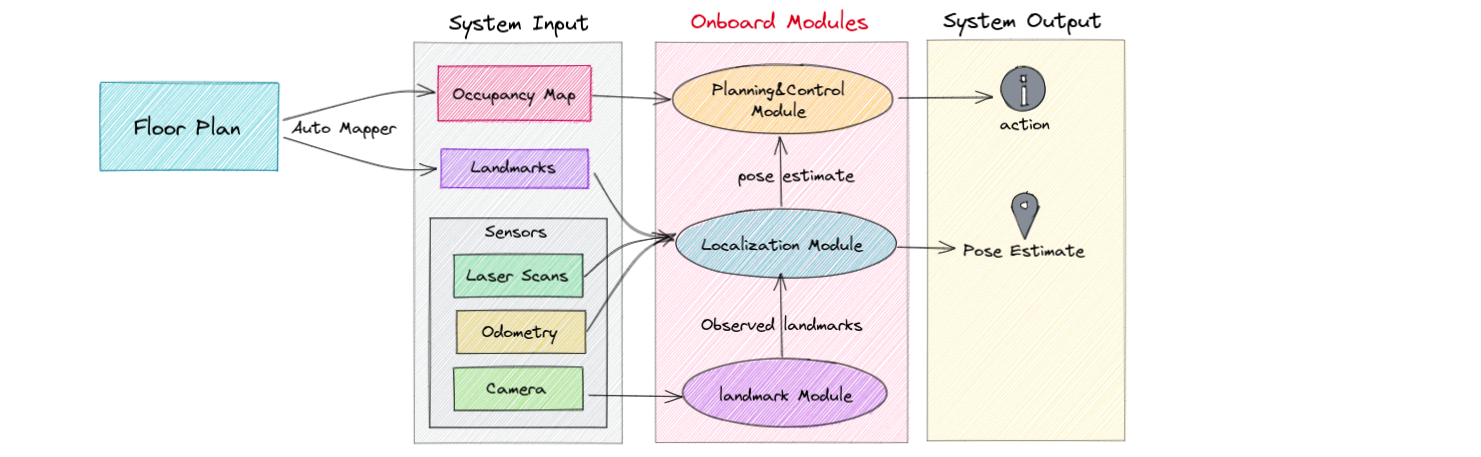 System Input
Onboard Modules
System Output
Floor Plan
Auto Mapper
Occupancy Map
Landmarks
Sensors
Laser Scans
Odometry
Camera
Planning&Control
Module
pose estimate
Localization Module
Observed landmarks
landmark Module
i
action
Pose Estimate